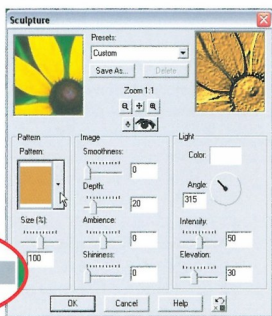 Sculpture
Presets:
Custom
Save As...
Delete
Zoom 1:1
Pattern
Pattern:
Size (%):
100
Image
Smoothness:
0
Depth:
20
Ambience:
0
Shininess:
0
Light
Color:
Angle:
315
Intensity:
50
Elevation:
30
OK
Cancel
Help